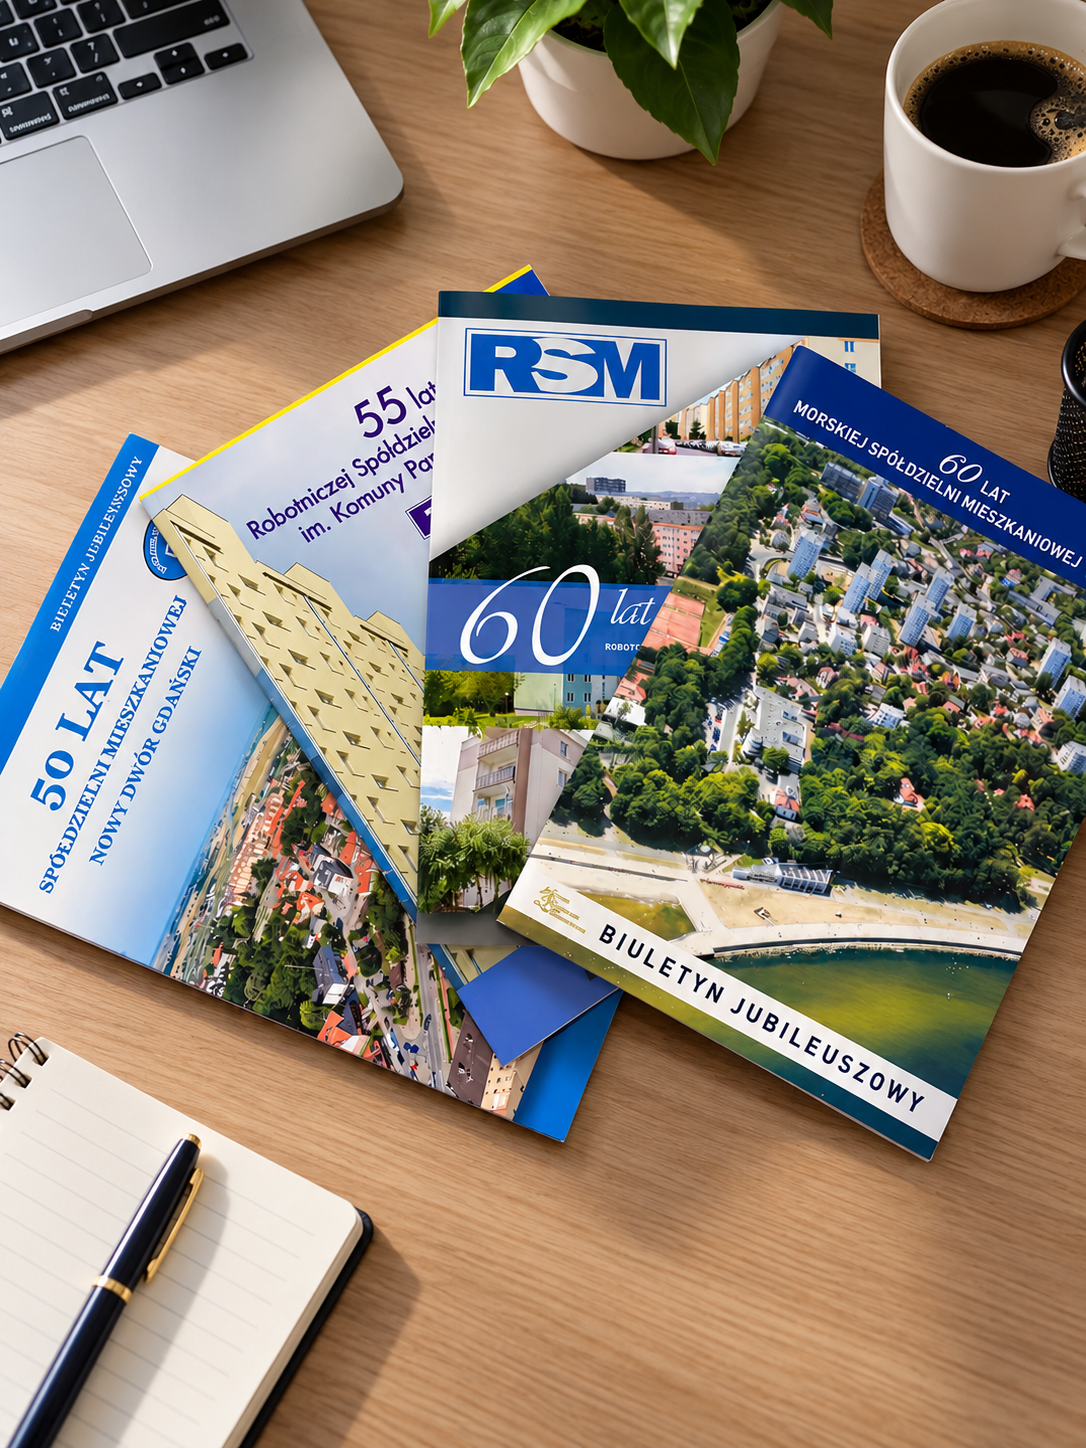 BIULETYN JUBILEUSZOWY
50 LAT
SPÓŁDZIELNI MIESZKANIOWEJ
NOWY DWÓR GDAŃSKI
55 lat
Robotniczej Spółdziel
im. Komuny Par
RSM
60 lat
ROBOTC
MORSKIEJ SPÓŁDZIELNI MIESZKANIOWEJ
60 LAT
BIULETYN JUBILEUSZOWY